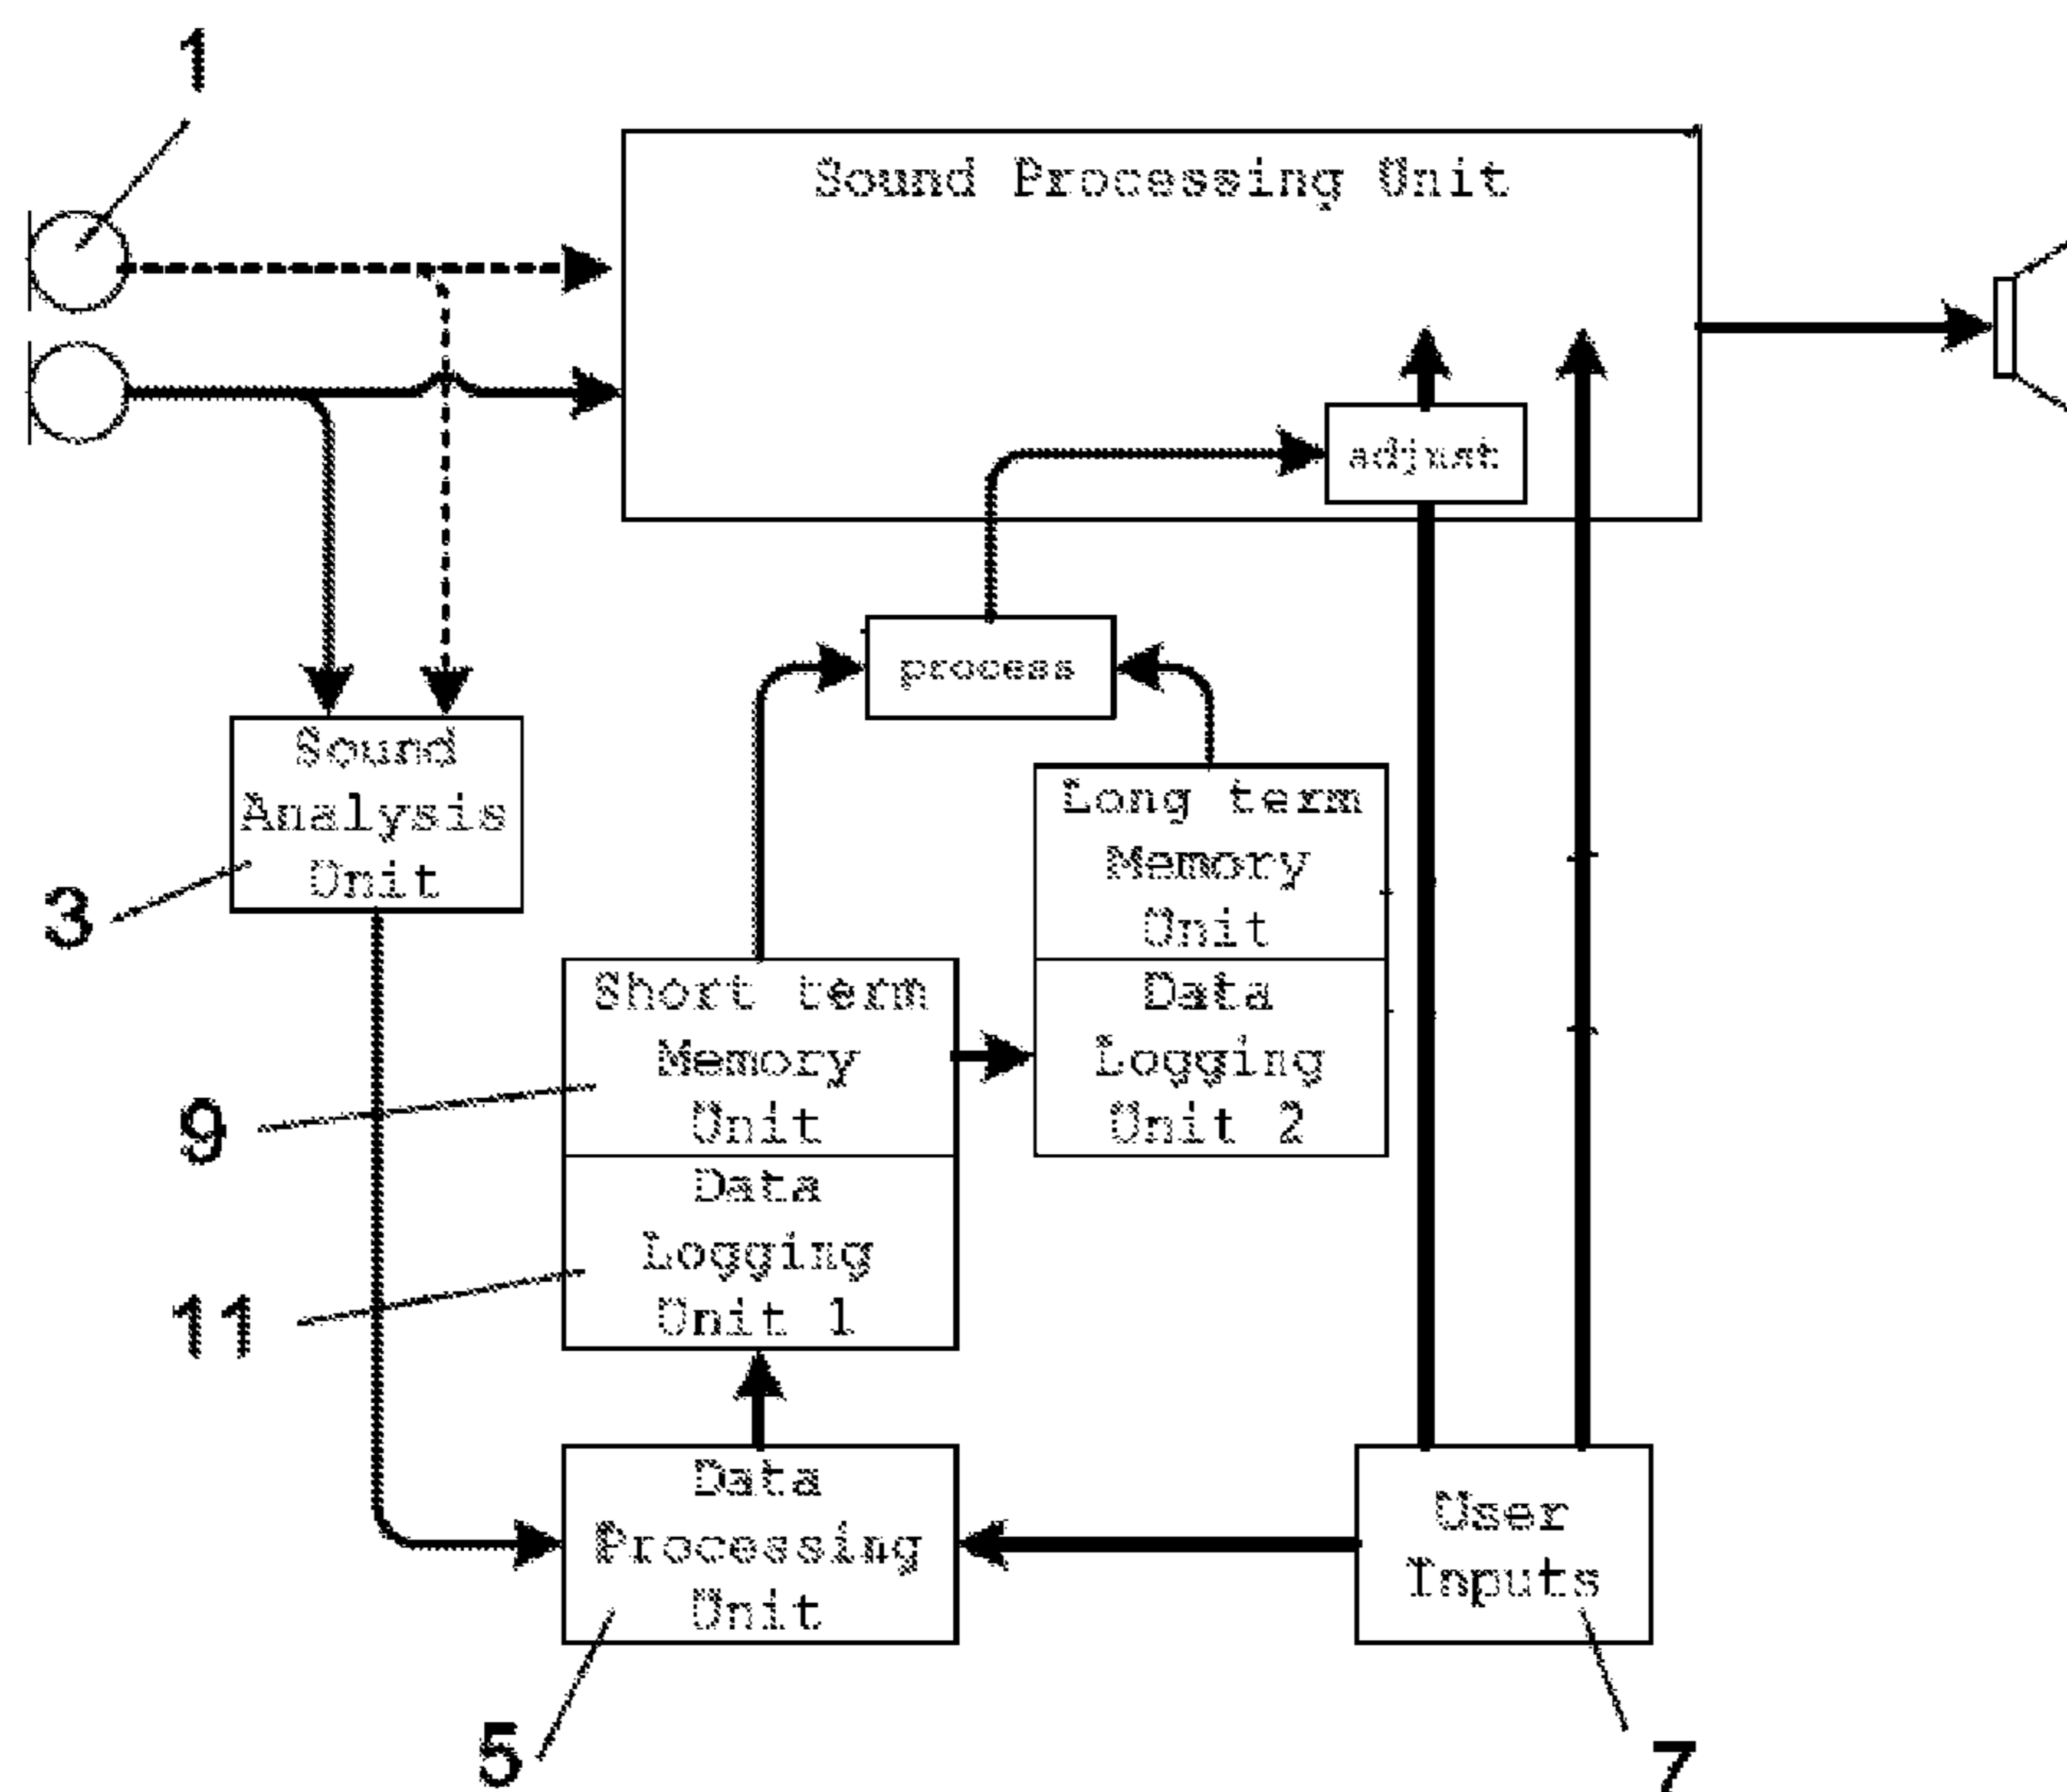 1
Sound Processing Unit
adjust
process
Sound
Analysis
Unit
3
Long term
Memory
Unit
Data
Logging
Unit 2
Short term
Memory
Unit
9
Data
Logging
Unit 1
11
Data
Processing
Unit
5
User
Inputs
7